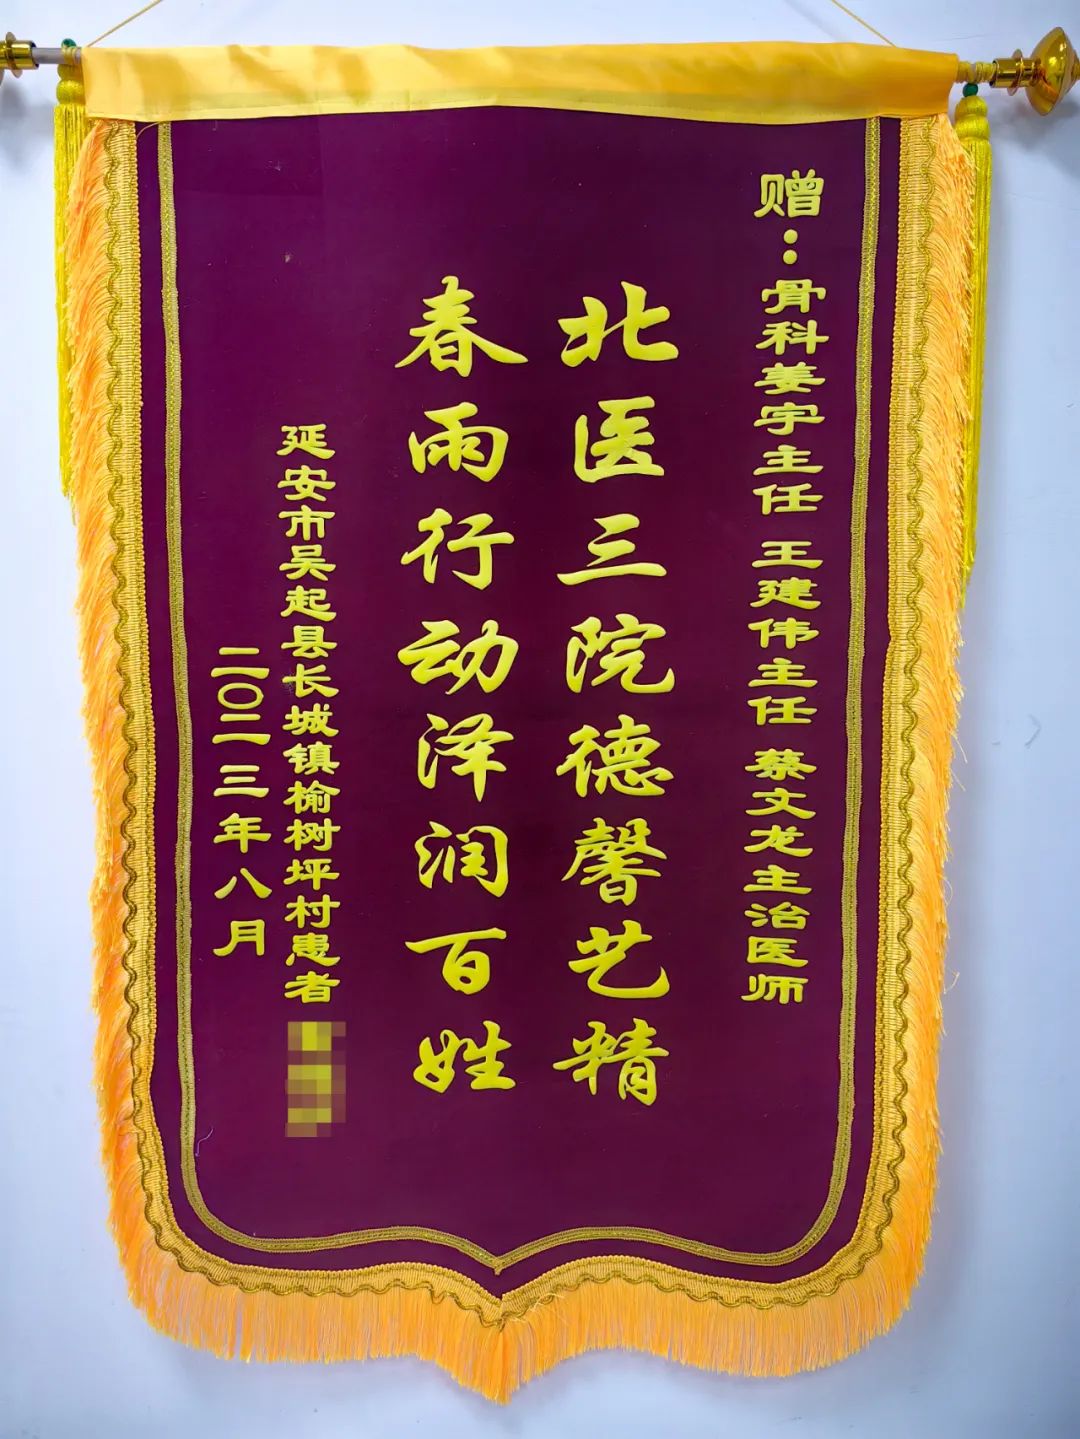 赠：骨科姜宇主任 王建伟主任 蔡文龙主治医师
北医三院德馨艺精
春雨行动泽润百姓
延安市吴起县长城镇榆树坪村患者
二〇二三年八月